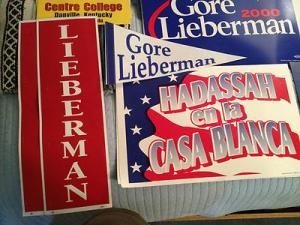 Centre College
Danville, Kentucky
Gore 2000
Lieberman
Gore
Lieberman
LIEBERMAN
HADASSAH
en la
CASA BLANCA